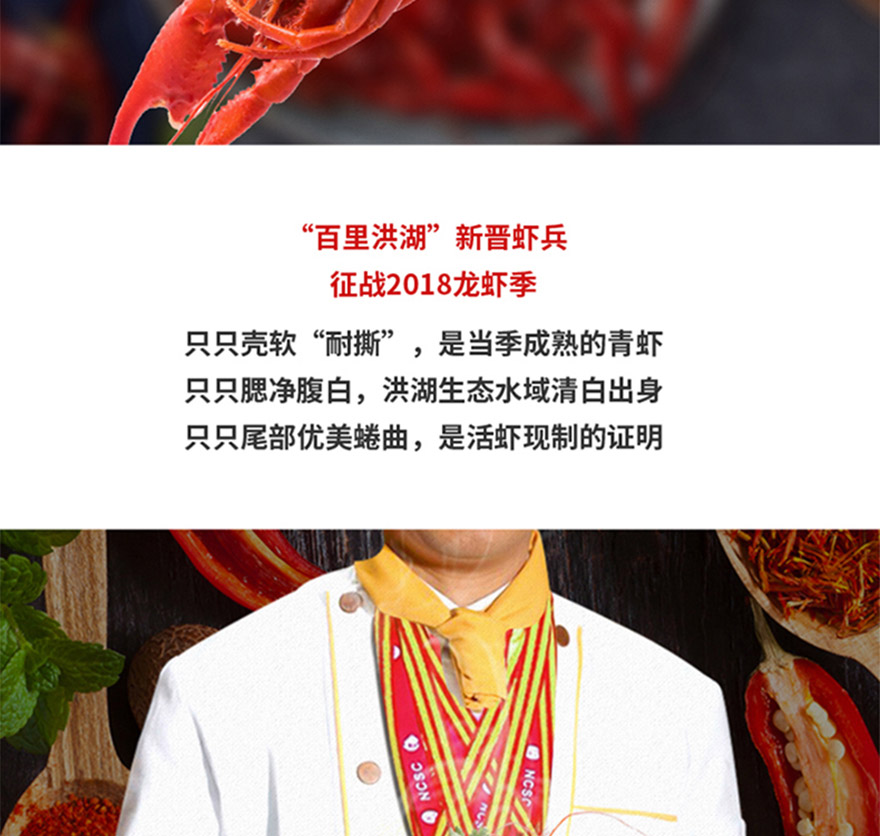 “百里洪湖”新晋虾兵
征战2018龙虾季
只只壳软“耐撕”，是当季成熟的青虾
只只腮净腹白，洪湖生态水域清白出身
只只尾部优美蜷曲，是活虾现制的证明
NCSC
NCSC
NCSC